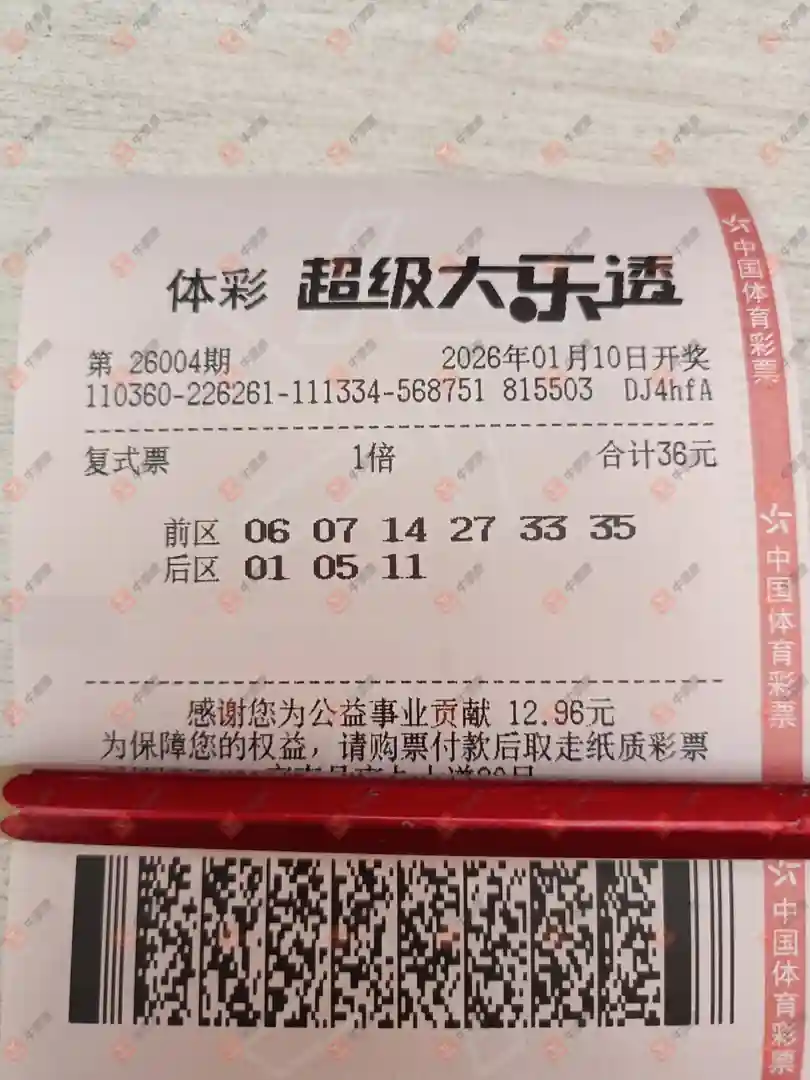 体彩 超级大乐透
第 26004期 2026年01月10日开奖
110360-226261-111334-568751 815503 DJ4hfA
复式票 1倍 合计36元
前区 06 07 14 27 33 35
后区 01 05 11
感谢您为公益事业贡献 12.96元
为保障您的权益，请购票付款后取走纸质彩票
中国体育彩票
中国体育彩票
中国体育彩票